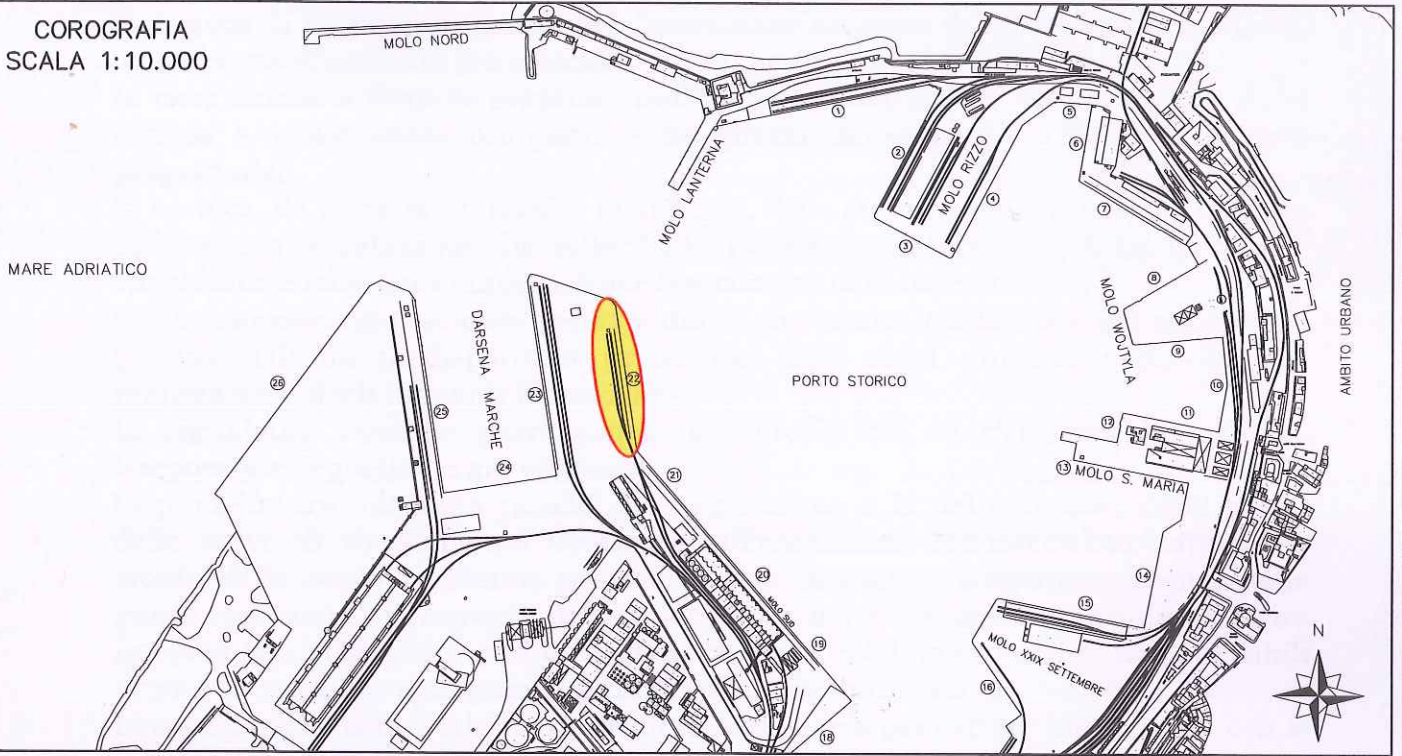 COROGRAFIA
SCALA 1:10.000
MOLO NORD
MARE ADRIATICO
MOLO LANTERNA
MOLO RIZZO
MOLO WOJTYLA
AMBITO URBANO
PORTO STORICO
DARSENA
MARCHE
MOLO S. MARIA
MOLO XXIX SETTEMBRE
MOLO SUD
N
1
2
3
4
5
6
7
8
9
10
11
12
13
14
15
16
18
19
20
21
22
23
24
25
26